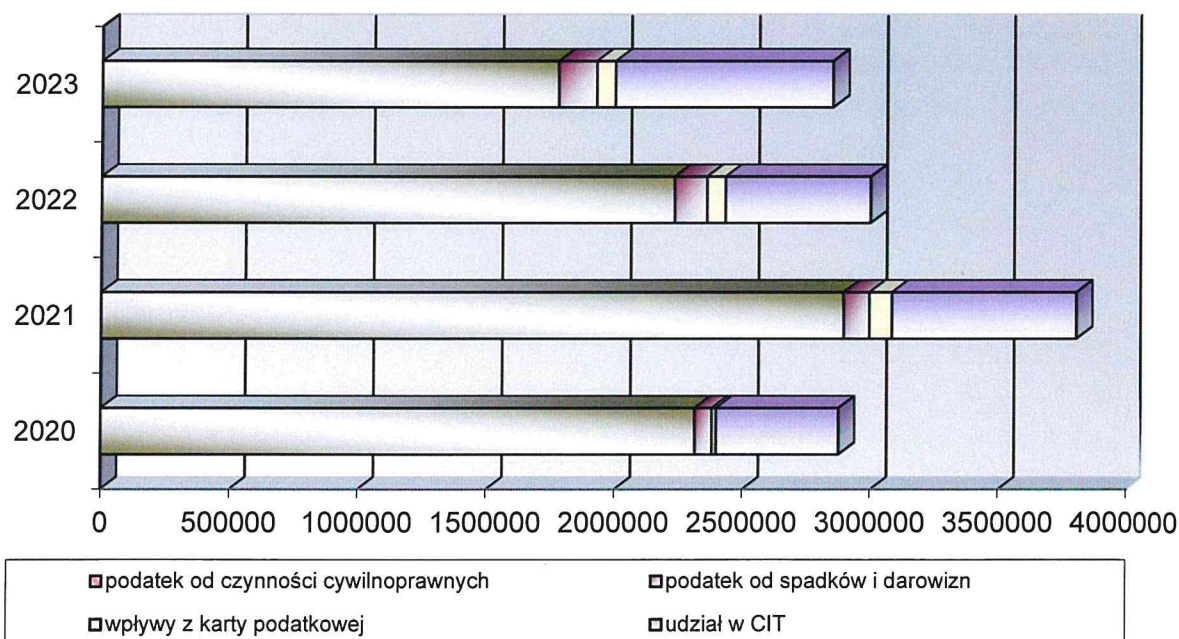 2023
2022
2021
2020
0 500000 1000000 1500000 2000000 2500000 3000000 3500000 4000000
podatek od czynności cywilnoprawnych podatek od spadków i darowizn
wpływy z karty podatkowej udział w CIT